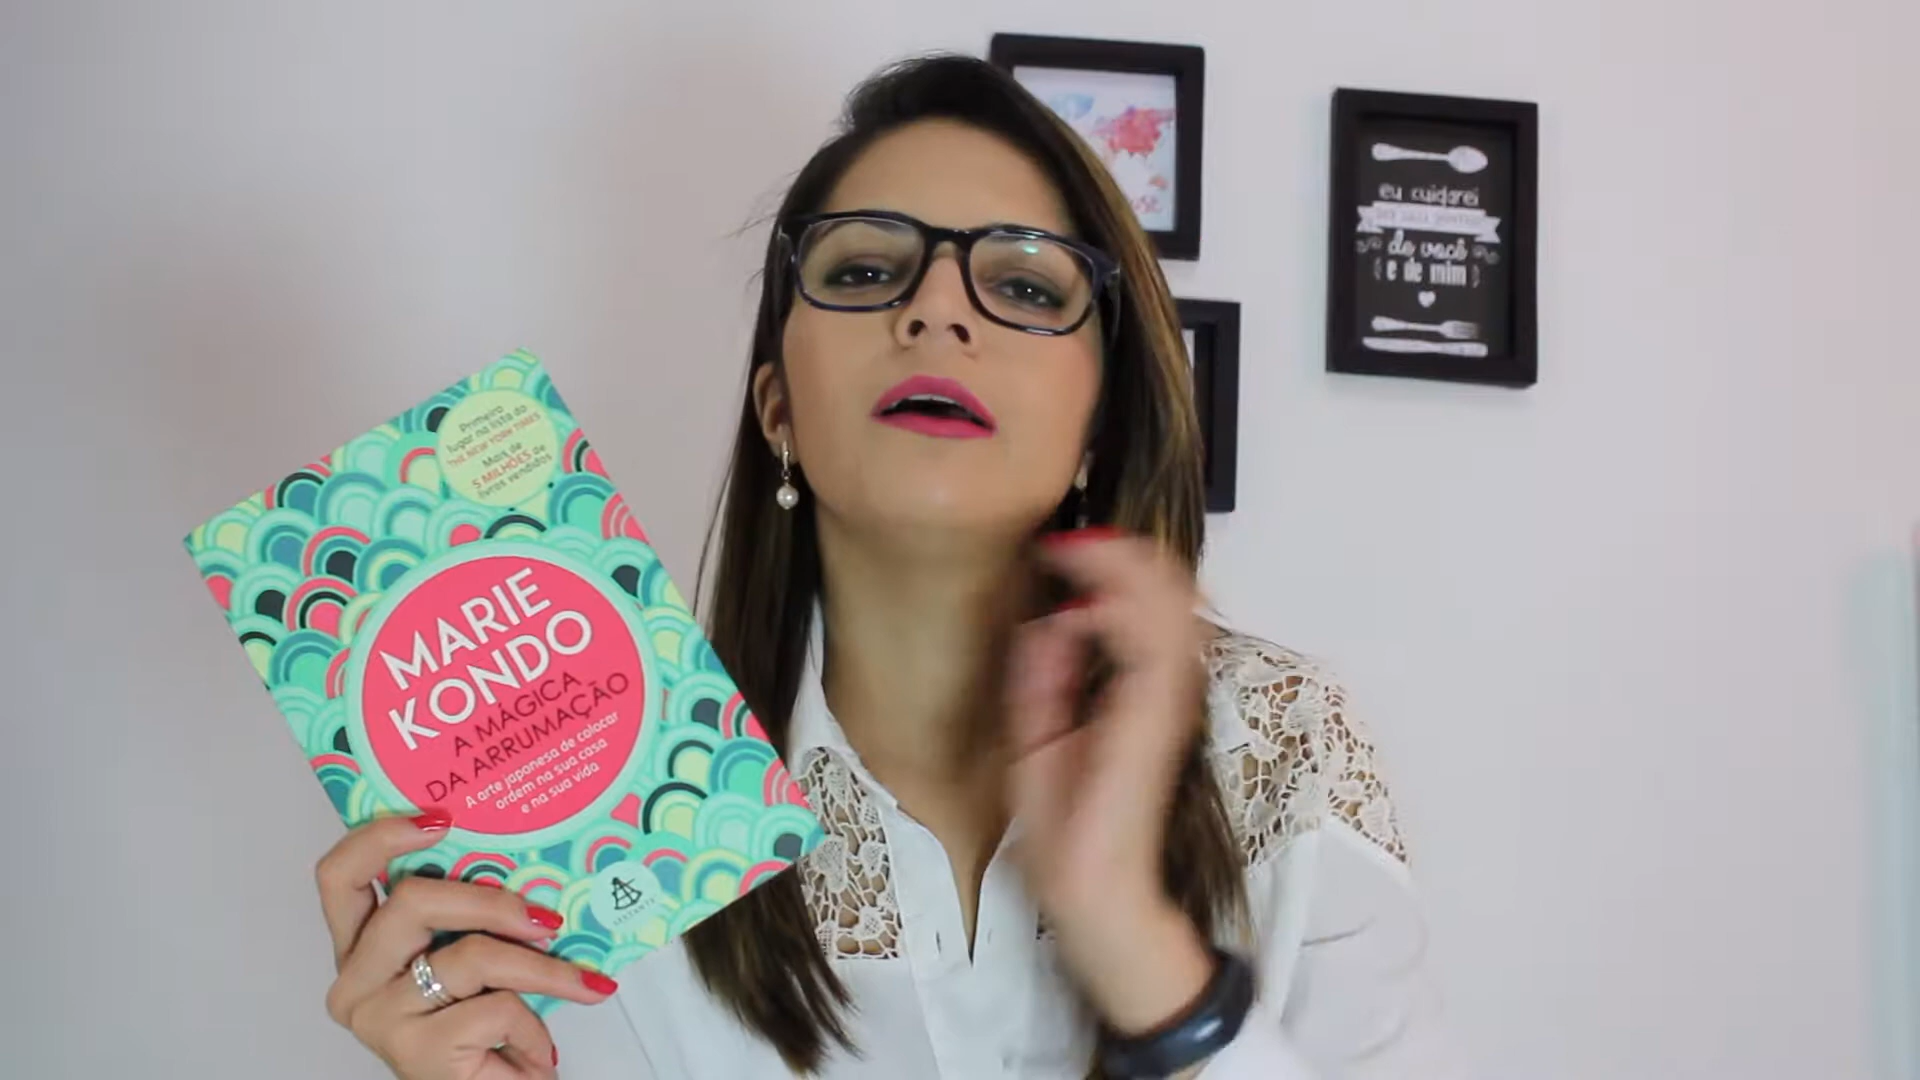 Primeiro
lugar na lista do
THE NEW YORK TIMES
Mais de
5 MILHÕES de
livros vendidos
MARIE
KONDO
A MÁGICA
DA ARRUMAÇÃO
A arte japonesa de colocar
ordem na sua casa
e na sua vida
SEXTANTE
eu cuidarei
de você
e de mim